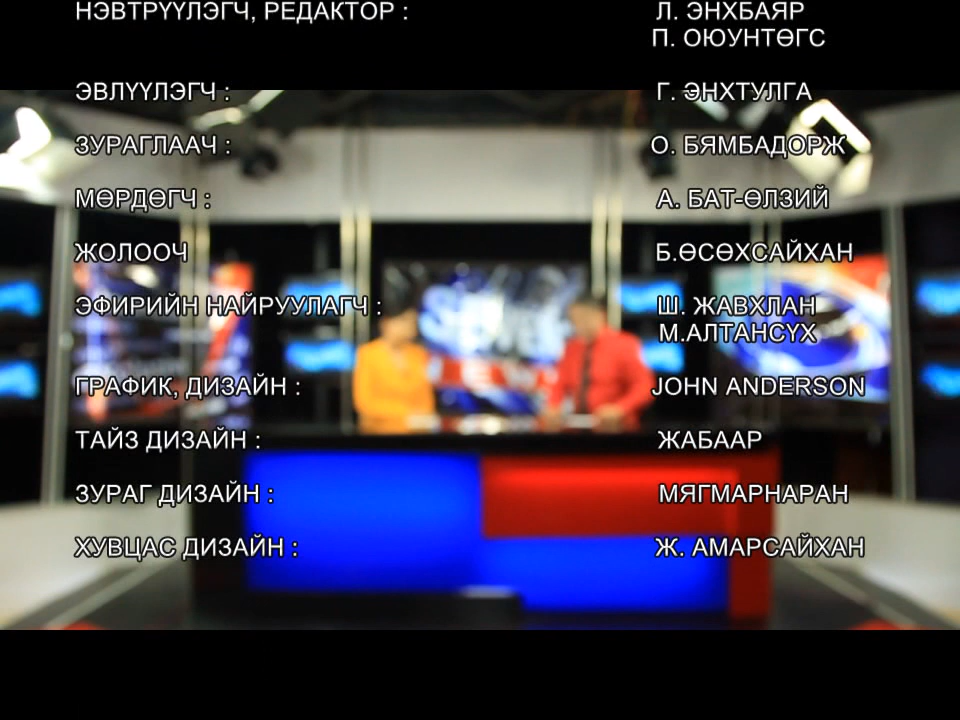 НЭВТРҮҮЛЭГЧ, РЕДАКТОР : Л. ЭНХБАЯР
П. ОЮУНТӨГС
ЭВЛҮҮЛЭГЧ : Г. ЭНХТУЛГА
ЗУРАГЛААЧ : О. БЯМБАДОРЖ
МӨРДӨГЧ : А. БАТ-ӨЛЗИЙ
ЖОЛООЧ Б.ӨСӨХСАЙХАН
ЭФИРИЙН НАЙРУУЛАГЧ : Ш. ЖАВХЛАН
М.АЛТАНСҮХ
ГРАФИК, ДИЗАЙН : JOHN ANDERSON
ТАЙЗ ДИЗАЙН : ЖАБААР
ЗУРАГ ДИЗАЙН : МЯГМАРНАРАН
ХУВЦАС ДИЗАЙН : Ж. АМАРСАЙХАН